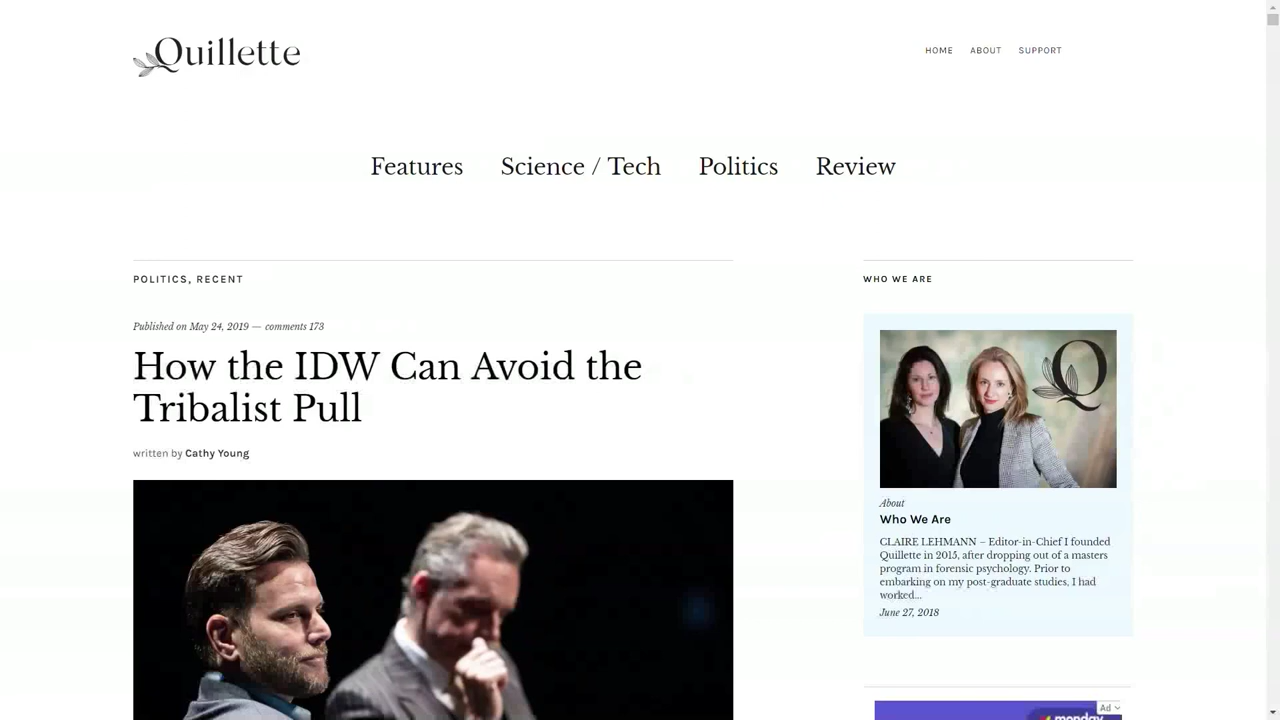 Quillette
HOME ABOUT SUPPORT
Features Science / Tech Politics Review
POLITICS, RECENT
Published on May 24, 2019 — comments 173
How the IDW Can Avoid the
Tribalist Pull
written by Cathy Young
WHO WE ARE
Q
About
Who We Are
CLAIRE LEHMANN – Editor-in-Chief I founded
Quillette in 2015, after dropping out of a masters
program in forensic psychology. Prior to
embarking on my post-graduate studies, I had
worked...
June 27, 2018
Ad
monday